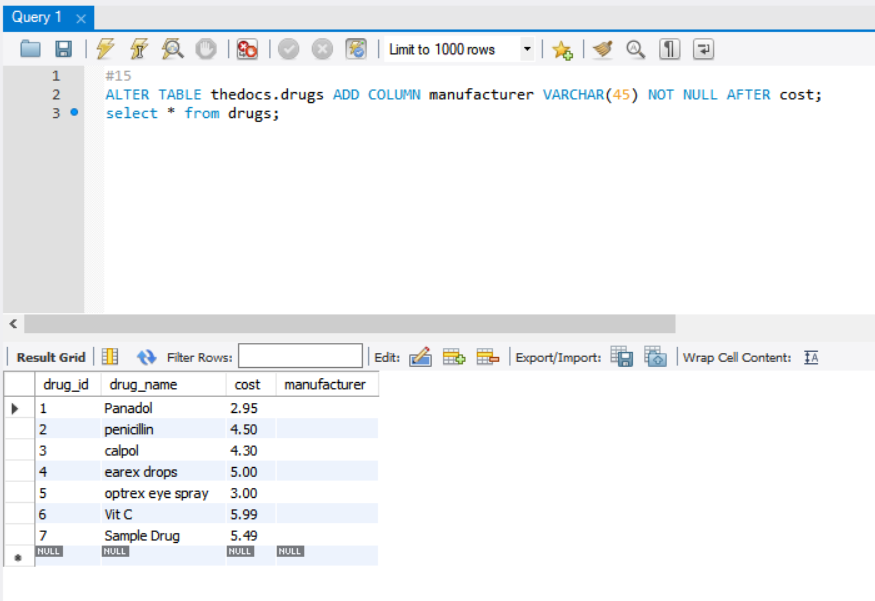 Query 1
Limit to 1000 rows
1 #15
2 ALTER TABLE thedocs.drugs ADD COLUMN manufacturer VARCHAR(45) NOT NULL AFTER cost;
3 select * from drugs;
Result Grid Filter Rows: Edit: Export/Import: Wrap Cell Content: IA
drug_id drug_name cost manufacturer
1 Panadol 2.95
2 penicillin 4.50
3 calpol 4.30
4 earex drops 5.00
5 optrex eye spray 3.00
6 Vit C 5.99
7 Sample Drug 5.49
NULL NULL NULL NULL